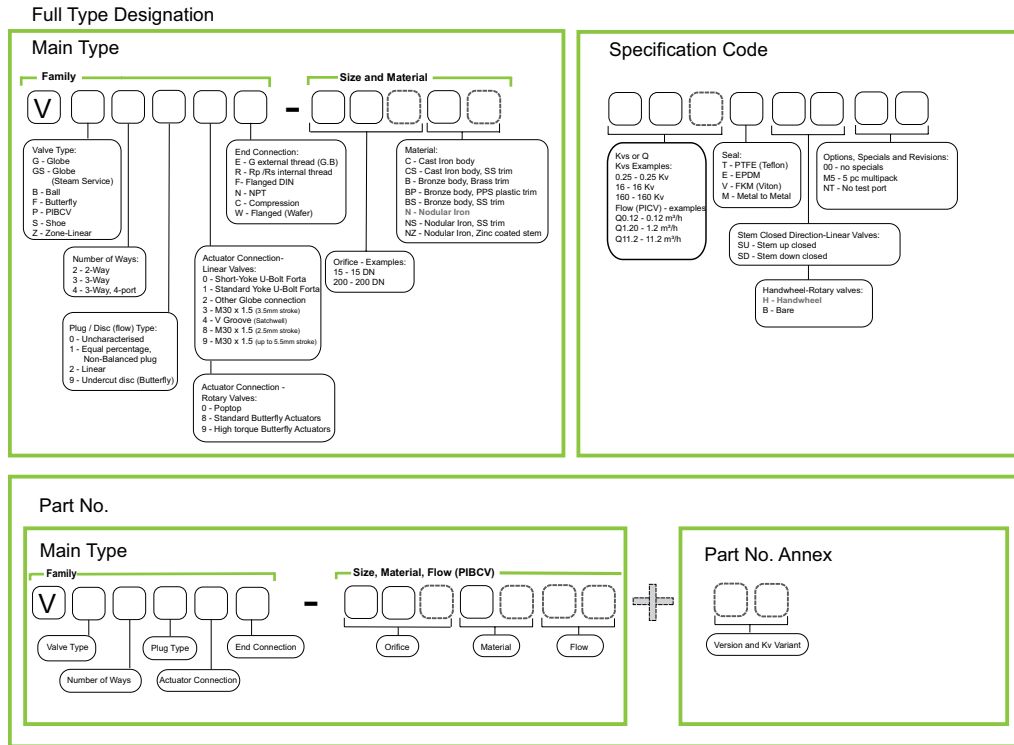 Full Type Designation
Main Type
Family
Size and Material
V
-
Valve Type:
G - Globe
GS - Globe
(Steam Service)
B - Ball
F - Butterfly
P - PIBCV
S - Shoe
Z - Zone-Linear
Number of Ways:
2 - 2-Way
3 - 3-Way
4 - 3-Way, 4-port
Plug / Disc (flow) Type:
0 - Uncharacterised
1 - Equal percentage,
Non-Balanced plug
2 - Linear
9 - Undercut disc (Butterfly)
End Connection:
E - G external thread (G.B)
R - Rp /Rs internal thread
F- Flanged DIN
N - NPT
C - Compression
W - Flanged (Wafer)
Actuator Connection-
Linear Valves:
0 - Short-Yoke U-Bolt Forta
1 - Standard Yoke U-Bolt Forta
2 - Other Globe connection
3 - M30 x 1.5 (3.5mm stroke)
4 - V Groove (Satchwell)
8 - M30 x 1.5 (2.5mm stroke)
9 - M30 x 1.5 (up to 5.5mm stroke)
Actuator Connection -
Rotary Valves:
0 - Poptop
8 - Standard Butterfly Actuators
9 - High torque Butterfly Actuators
Orifice - Examples:
15 - 15 DN
200 - 200 DN
Material:
C - Cast Iron body
CS - Cast Iron body, SS trim
B - Bronze body, Brass trim
BP - Bronze body, PPS plastic trim
BS - Bronze body, SS trim
N - Nodular Iron
NS - Nodular Iron, SS trim
NZ - Nodular Iron, Zinc coated stem
Specification Code
Kvs or Q
Kvs Examples:
0.25 - 0.25 Kv
16 - 16 Kv
160 - 160 Kv
Flow (PICV) - examples
Q0.12 - 0.12 m³/h
Q1.20 - 1.2 m³/h
Q11.2 - 11.2 m³/h
Seal:
T - PTFE (Teflon)
E - EPDM
V - FKM (Viton)
M - Metal to Metal
Options, Specials and Revisions:
00 - no specials
M5 - 5 pc multipack
NT - No test port
Stem Closed Direction-Linear Valves:
SU - Stem up closed
SD - Stem down closed
Handwheel-Rotary valves:
H - Handwheel
B - Bare
Part No.
Main Type
Family
Size, Material, Flow (PIBCV)
V
-
Valve Type
Number of Ways
Plug Type
Actuator Connection
End Connection
Orifice
Material
Flow
Part No. Annex
Version and Kv Variant